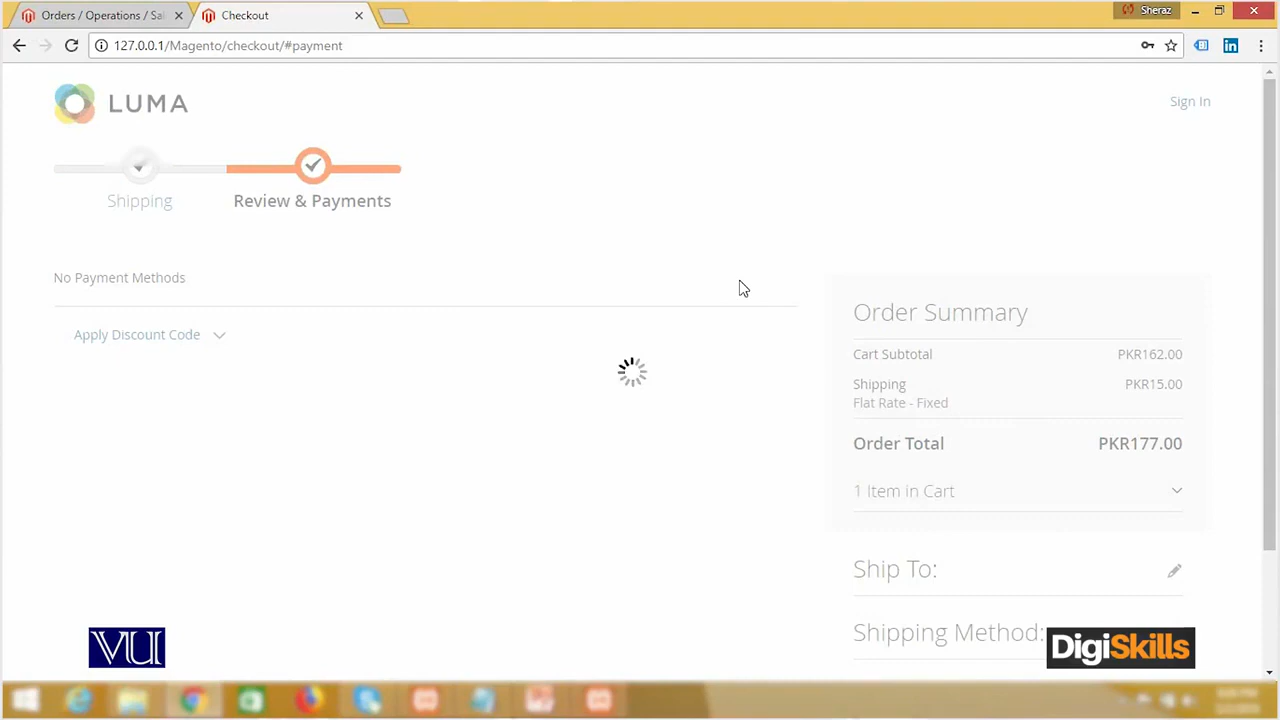 Orders / Operations / Sal
Checkout
Sheraz
127.0.0.1/Magento/checkout/#payment
LUMA
Sign In
Shipping
Review & Payments
No Payment Methods
Apply Discount Code
Order Summary
Cart Subtotal PKR162.00
Shipping PKR15.00
Flat Rate - Fixed
Order Total PKR177.00
1 Item in Cart
Ship To:
Shipping Method:
VU
DigiSkills